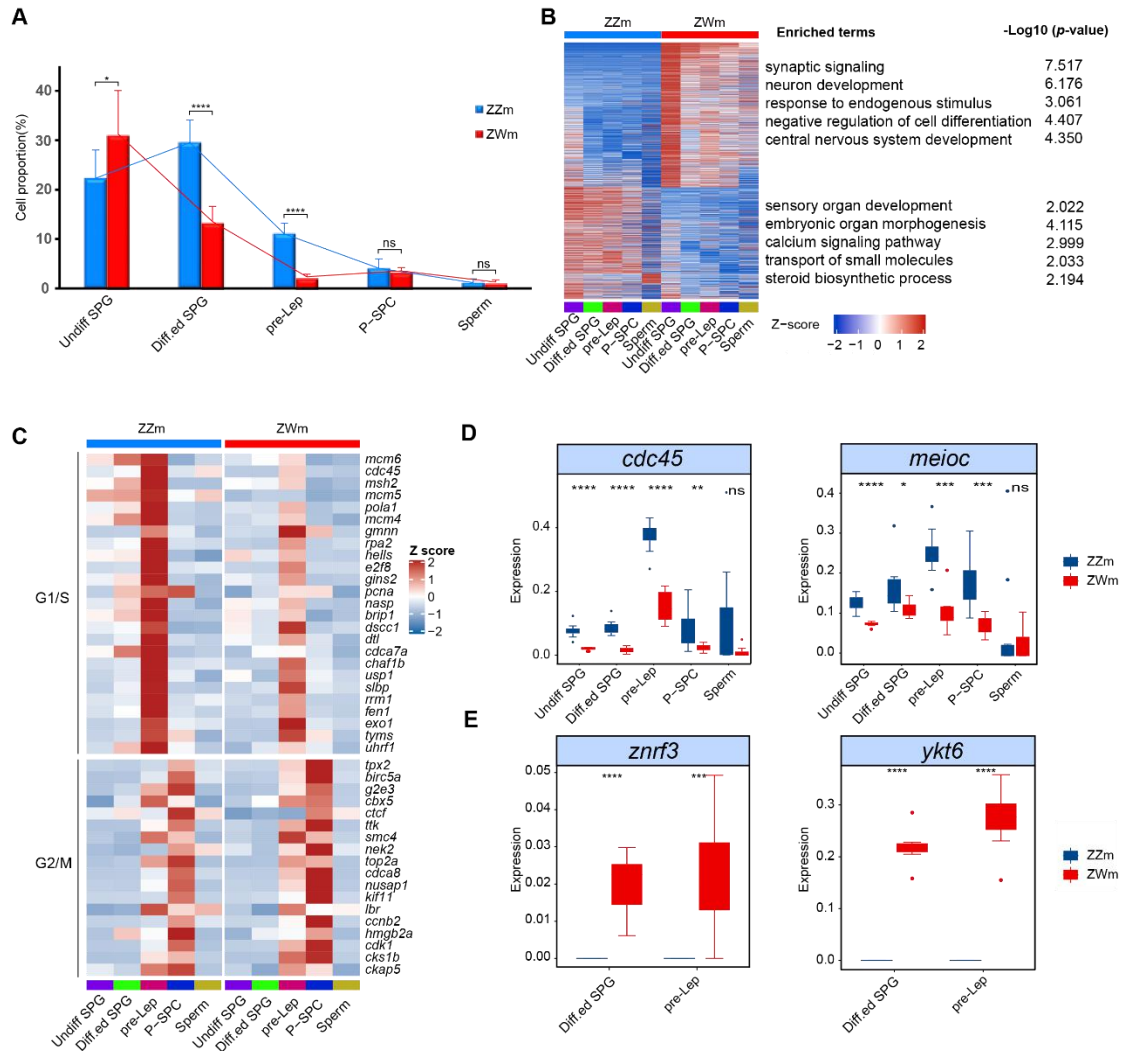 A
Cell proportion(%)
40
30
20
10
0
*
****
****
ns
ns
ZZm
ZWm
Undiff SPG
Diff.ed SPG
pre-Lep
P-SPC
Sperm
B
ZZm
ZWm
Enriched terms
-Log10 (p-value)
synaptic signaling 7.517
neuron development 6.176
response to endogenous stimulus 3.061
negative regulation of cell differentiation 4.407
central nervous system development 4.350
sensory organ development 2.022
embryonic organ morphogenesis 4.115
calcium signaling pathway 2.999
transport of small molecules 2.033
steroid biosynthetic process 2.194
Undiff SPG
Diff.ed SPG
pre-Lep
P-SPC
Sperm
Undiff SPG
Diff.ed SPG
pre-Lep
P-SPC
Sperm
Z-score
-2 -1 0 1 2
C
ZZm
ZWm
G1/S
mcm6
cdc45
msh2
mcm5
pola1
mcm4
gmnn
rpa2
hells
e2f8
gins2
pcna
nasp
brip1
dscc1
dtl
cdca7a
chaf1b
usp1
slbp
rrm1
fen1
exo1
tyms
uhrf1
G2/M
tpx2
birc5a
g2e3
cbx5
ctcf
ttk
smc4
nek2
top2a
cdca8
nusap1
kif11
lbr
ccnb2
hmgb2a
cdk1
cks1b
ckap5
Z score
2
1
0
-1
-2
Undiff SPG
Diff.ed SPG
pre-Lep
P-SPC
Sperm
Undiff SPG
Diff.ed SPG
pre-Lep
P-SPC
Sperm
D
cdc45
Expression
0.4
0.2
0.0
**** **** **** ** ns
Undiff SPG
Diff.ed SPG
pre-Lep
P-SPC
Sperm
meioc
Expression
0.4
0.3
0.2
0.1
0.0
**** * *** *** ns
Undiff SPG
Diff.ed SPG
pre-Lep
P-SPC
Sperm
ZZm
ZWm
E
znrf3
Expression
0.05
0.04
0.03
0.02
0.01
0.00
**** ***
Diff.ed SPG
pre-Lep
ykt6
Expression
0.3
0.2
0.1
0.0
**** ****
Diff.ed SPG
pre-Lep
ZZm
ZWm